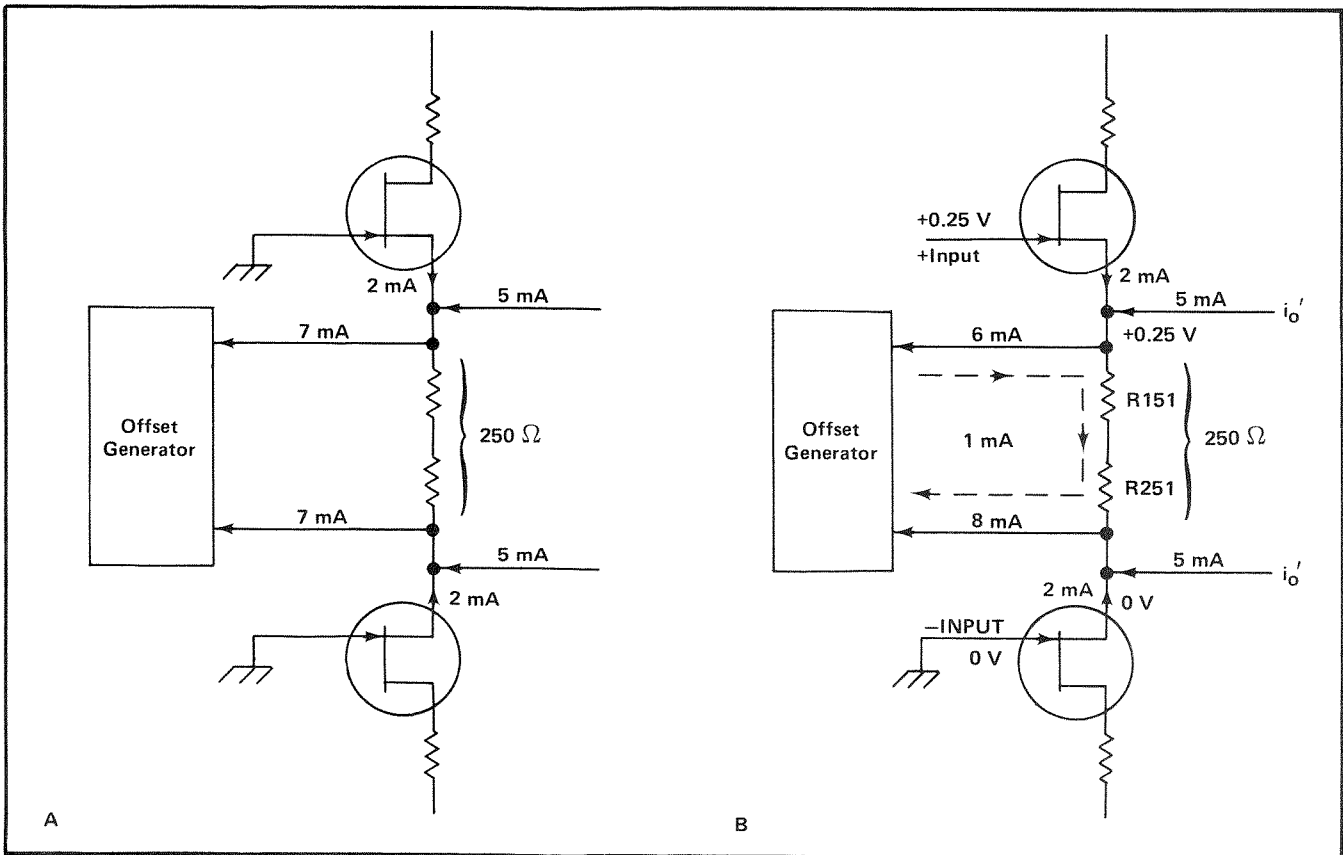 2 mA
5 mA
7 mA
Offset
Generator
250 Ω
7 mA
5 mA
2 mA
A
+0.25 V
+Input
2 mA
5 mA
io'
+0.25 V
6 mA
R151
Offset
Generator
1 mA
250 Ω
R251
8 mA
5 mA
io'
2 mA
0 V
–INPUT
0 V
B